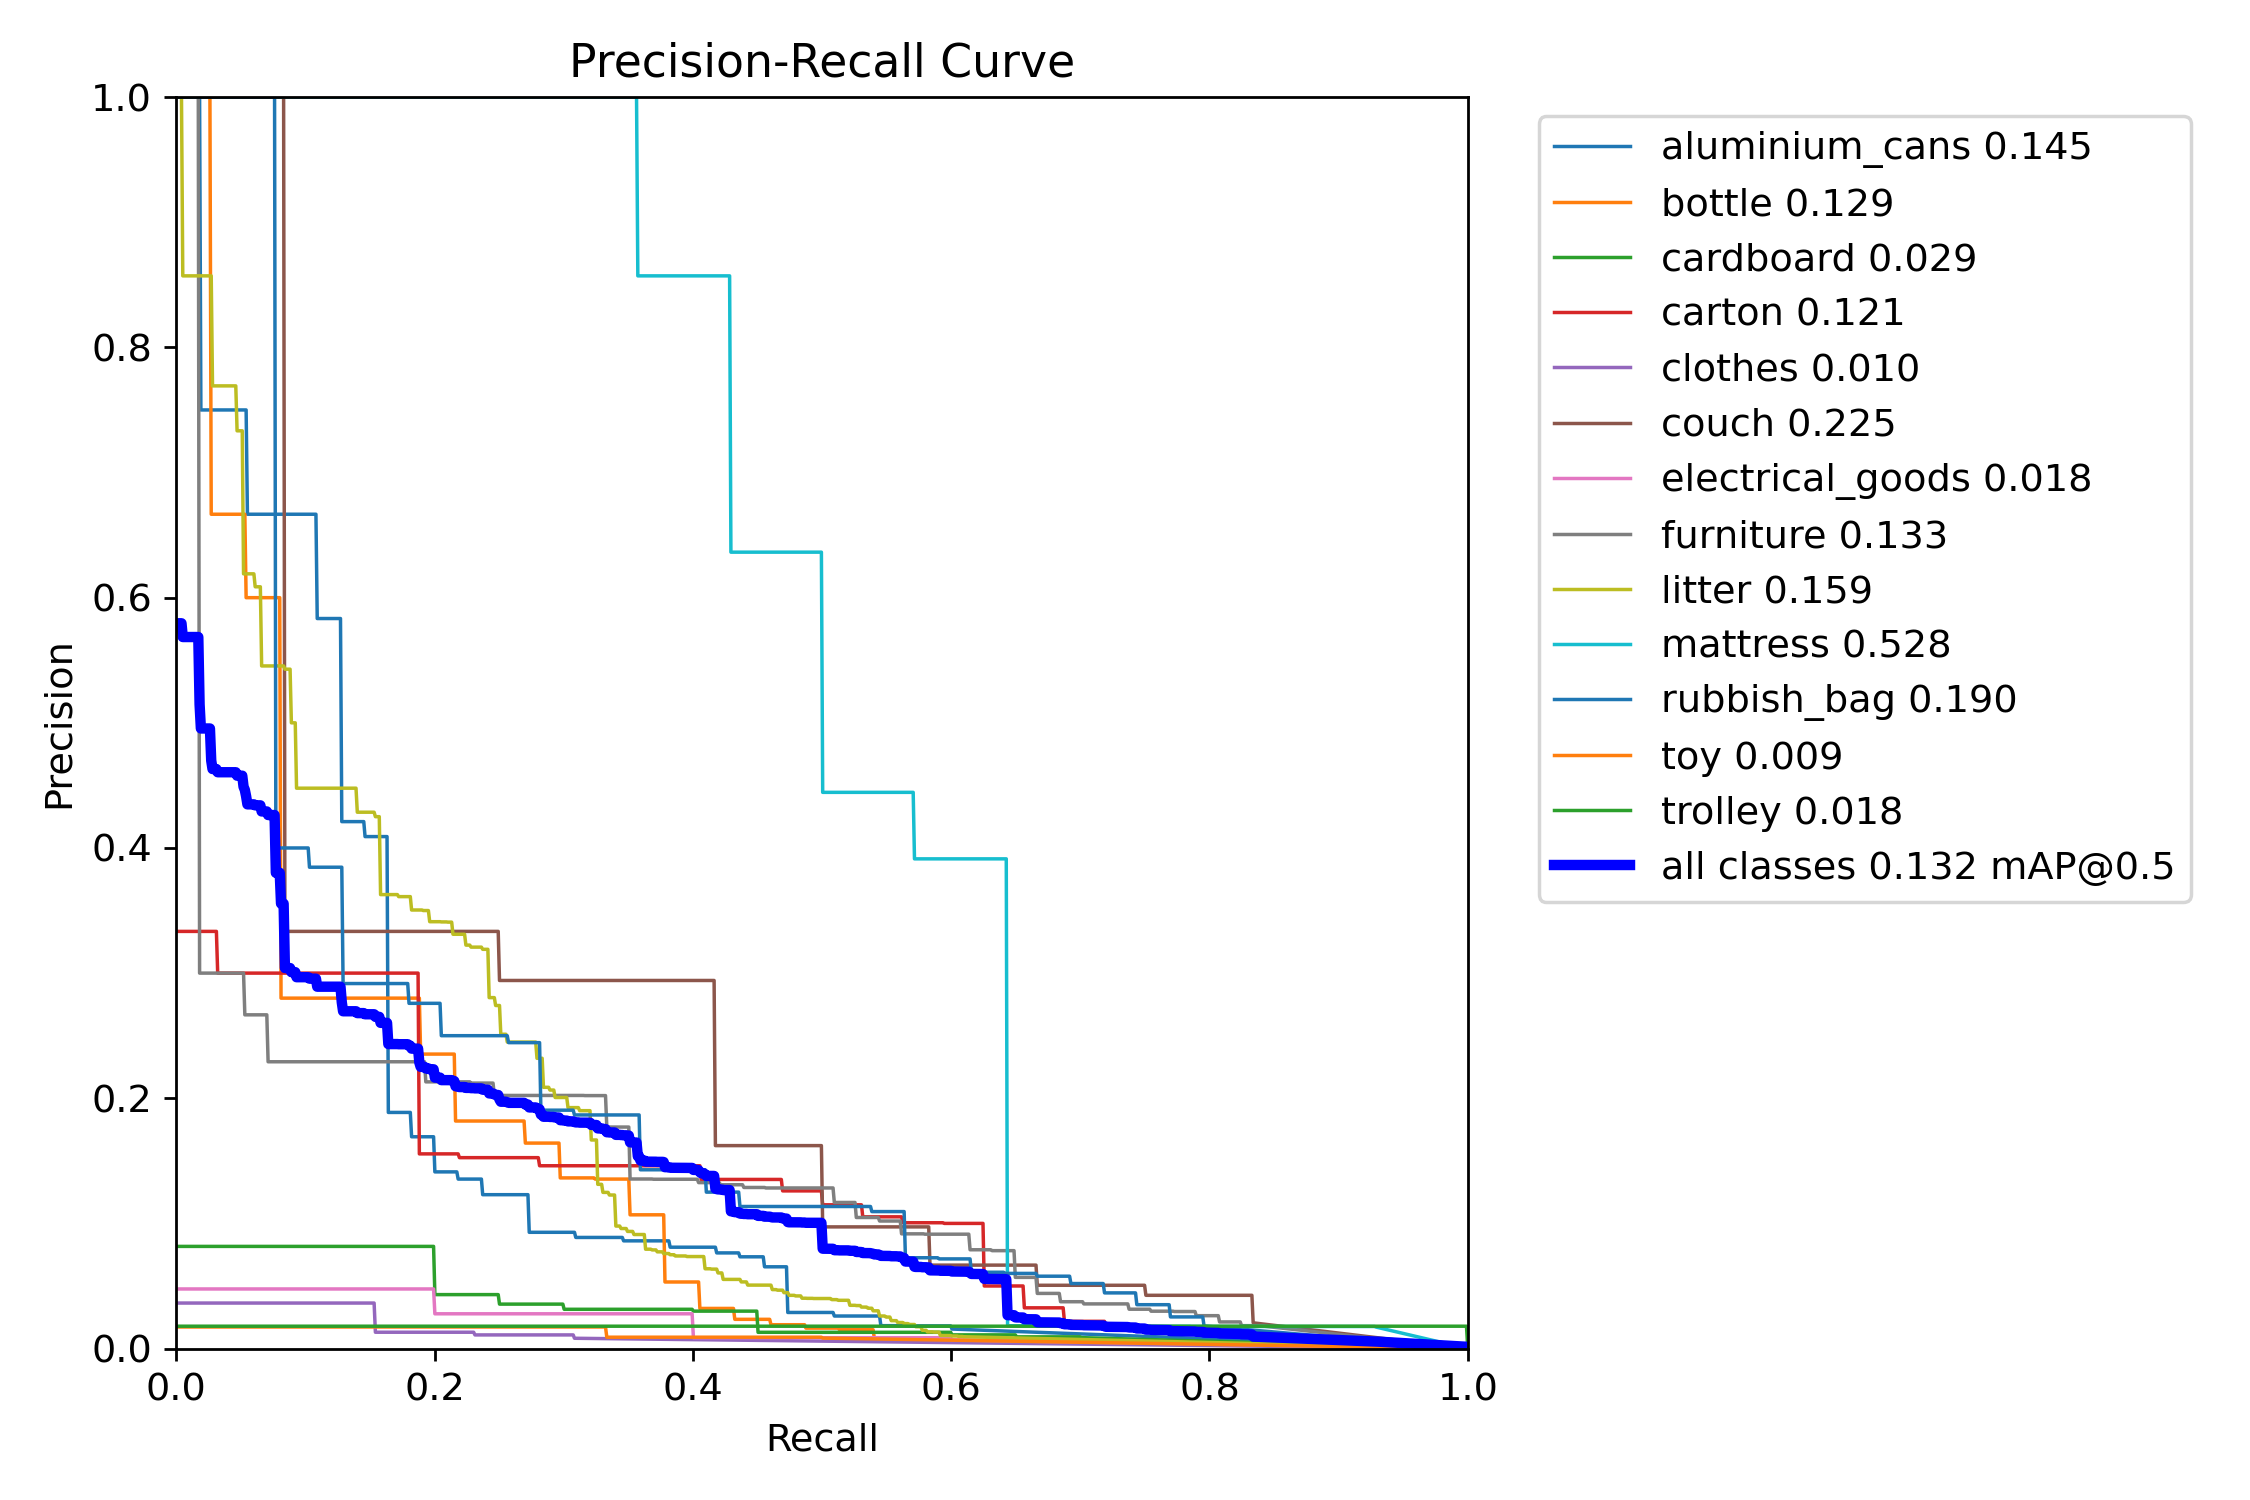 Precision-Recall Curve
1.0
0.8
0.6
0.4
0.2
0.0
Precision
0.0 0.2 0.4 0.6 0.8 1.0
Recall
aluminium_cans 0.145
bottle 0.129
cardboard 0.029
carton 0.121
clothes 0.010
couch 0.225
electrical_goods 0.018
furniture 0.133
litter 0.159
mattress 0.528
rubbish_bag 0.190
toy 0.009
trolley 0.018
all classes 0.132 mAP@0.5